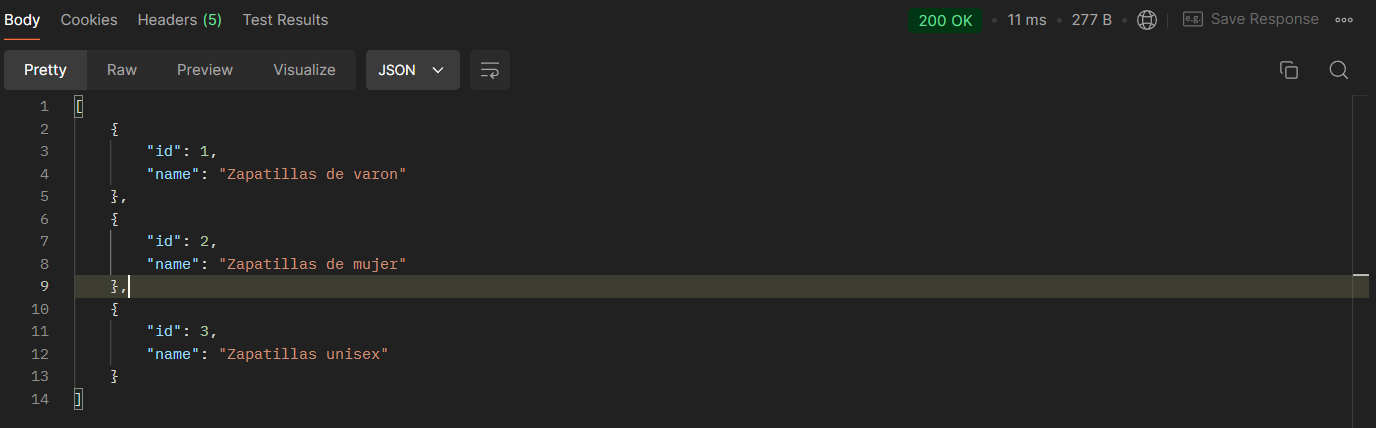 Body Cookies Headers (5) Test Results 200 OK • 11 ms • 277 B • e.g. Save Response
Pretty Raw Preview Visualize JSON
1 [
2 {
3 "id": 1,
4 "name": "Zapatillas de varon"
5 },
6 {
7 "id": 2,
8 "name": "Zapatillas de mujer"
9 },
10 {
11 "id": 3,
12 "name": "Zapatillas unisex"
13 }
14 ]